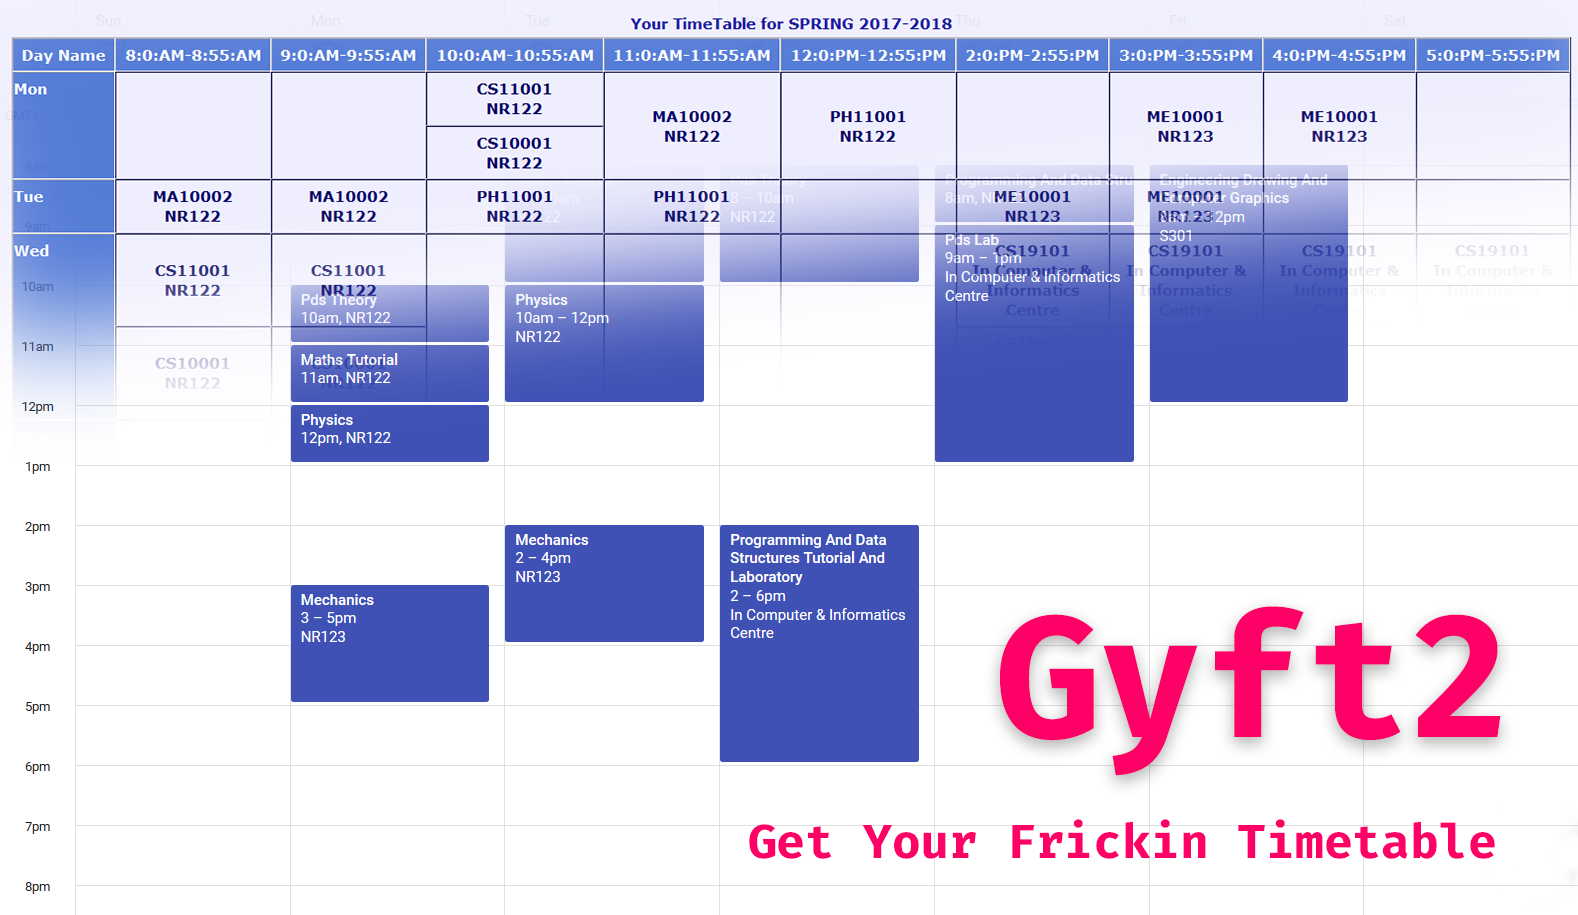 Sun Mon Tue Thu Fri Sat
Your TimeTable for SPRING 2017-2018
Day Name 8:0:AM-8:55:AM 9:0:AM-9:55:AM 10:0:AM-10:55:AM 11:0:AM-11:55:AM 12:0:PM-12:55:PM 2:0:PM-2:55:PM 3:0:PM-3:55:PM 4:0:PM-4:55:PM 5:0:PM-5:55:PM
Mon
CS11001
NR122
CS10001
NR122
MA10002
NR122
PH11001
NR122
ME10001
NR123
ME10001
NR123
Tue
MA10002
NR122
MA10002
NR122
PH11001
NR122
PH11001
NR122
ME10001
NR123
ME10001
NR123
Wed
CS11001
NR122
CS11001
NR122
CS10001
NR122
CS19101
In Computer &
Informatics
Centre
CS19101
In Computer &
Informatics
Centre
CS19101
In Computer &
Informatics
CS19101
In Computer &
Informatics
8am
9am
10am
11am
12pm
1pm
2pm
3pm
4pm
5pm
6pm
7pm
8pm
Pds Theory
10am, NR122
Maths Tutorial
11am, NR122
Physics
12pm, NR122
Mechanics
3 – 5pm
NR123
Physics
10am – 12pm
NR122
Mechanics
2 – 4pm
NR123
Pds Theory
8 – 10am
NR122
Programming And Data
Structures Tutorial And
Laboratory
2 – 6pm
In Computer & Informatics
Centre
Programming And Data Stru
8am, NR122
Pds Lab
9am – 1pm
In Computer & Informatics
Centre
Engineering Drawing And
Computer Graphics
12pm
S301
Gyft2
Get Your Frickin Timetable